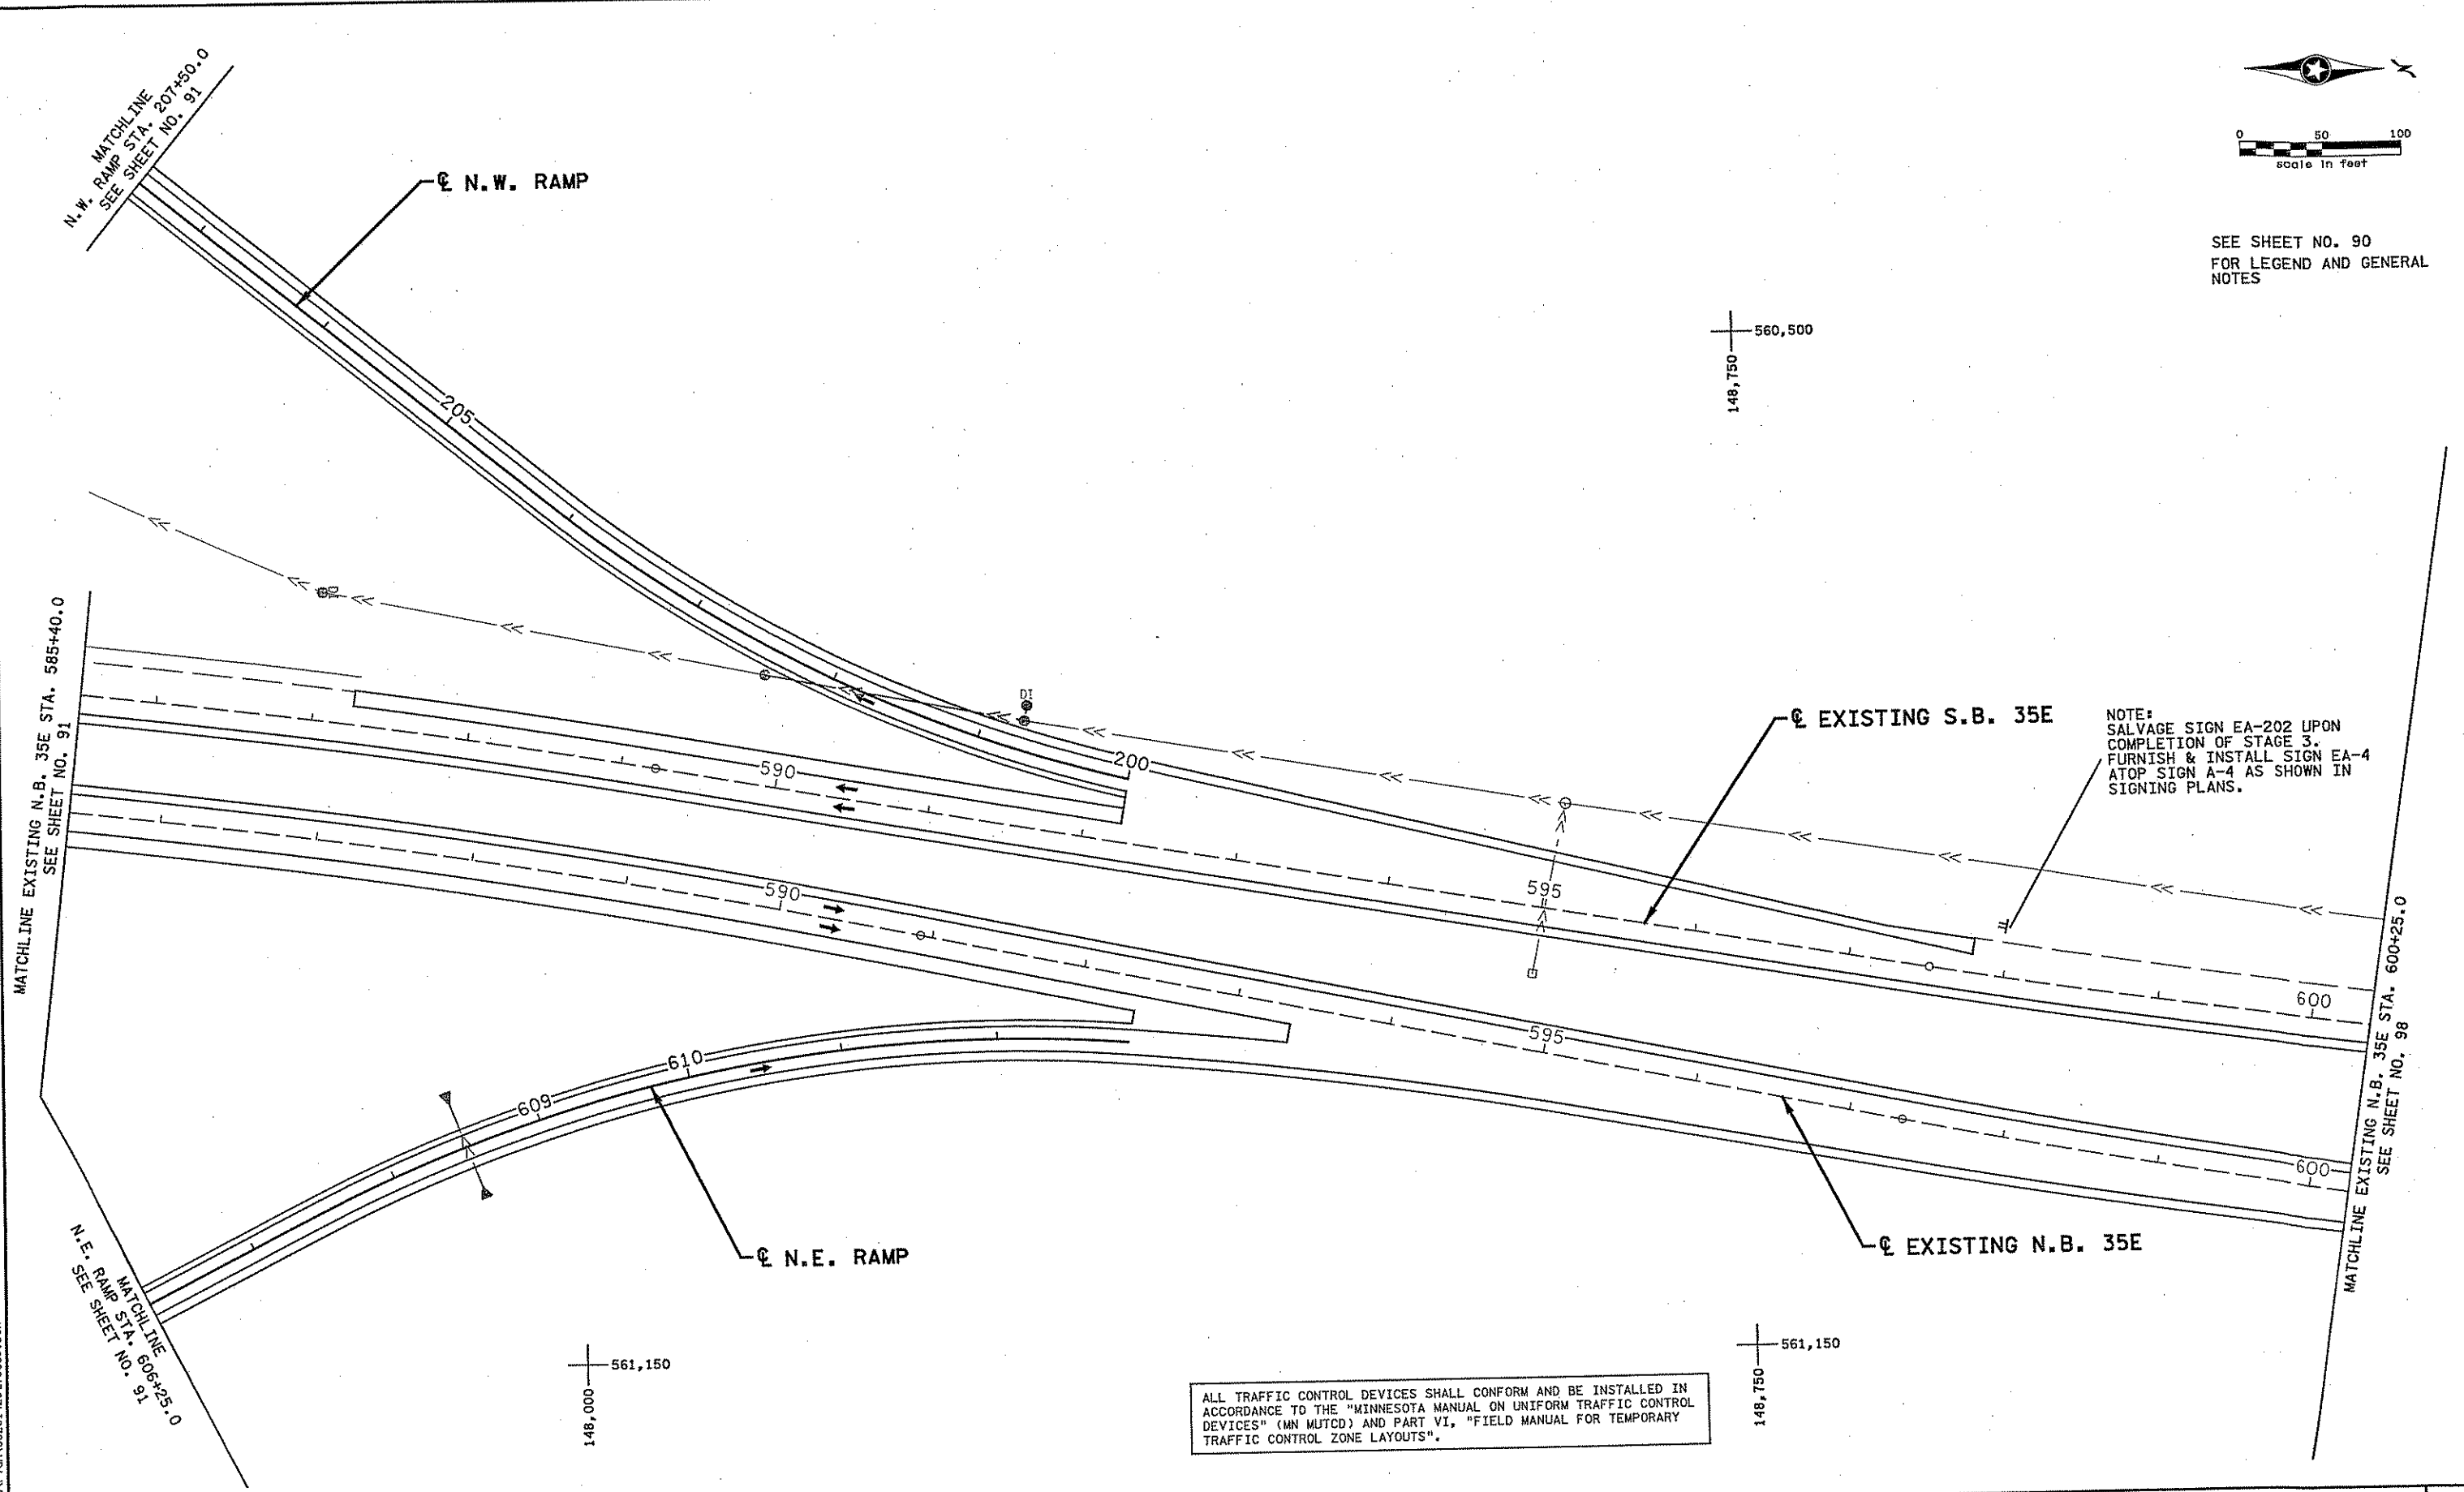 MATCHLINE
N.W. RAMP STA. 207+50.0
SEE SHEET NO. 91
℄ N.W. RAMP
N
0 50 100
scale in feet
SEE SHEET NO. 90
FOR LEGEND AND GENERAL
NOTES
560,500
148,750
205
MATCHLINE EXISTING N.B. 35E STA. 585+40.0
SEE SHEET NO. 91
DI
200
590
590
℄ EXISTING S.B. 35E
NOTE:
SALVAGE SIGN EA-202 UPON
COMPLETION OF STAGE 3.
FURNISH & INSTALL SIGN EA-4
ATOP SIGN A-4 AS SHOWN IN
SIGNING PLANS.
595
595
600
600
MATCHLINE EXISTING N.B. 35E STA. 600+25.0
SEE SHEET NO. 98
610
609
℄ N.E. RAMP
℄ EXISTING N.B. 35E
MATCHLINE
N.E. RAMP STA. 606+25.0
SEE SHEET NO. 91
561,150
148,000
561,150
148,750
ALL TRAFFIC CONTROL DEVICES SHALL CONFORM AND BE INSTALLED IN
ACCORDANCE TO THE "MINNESOTA MANUAL ON UNIFORM TRAFFIC CONTROL
DEVICES" (MN MUTCD) AND PART VI, "FIELD MANUAL FOR TEMPORARY
TRAFFIC CONTROL ZONE LAYOUTS".